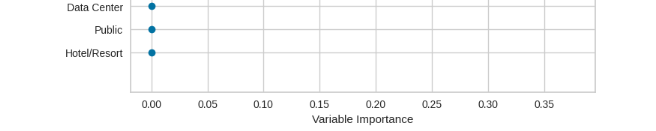 Data Center
Public
Hotel/Resort
0.00 0.05 0.10 0.15 0.20 0.25 0.30 0.35
Variable Importance